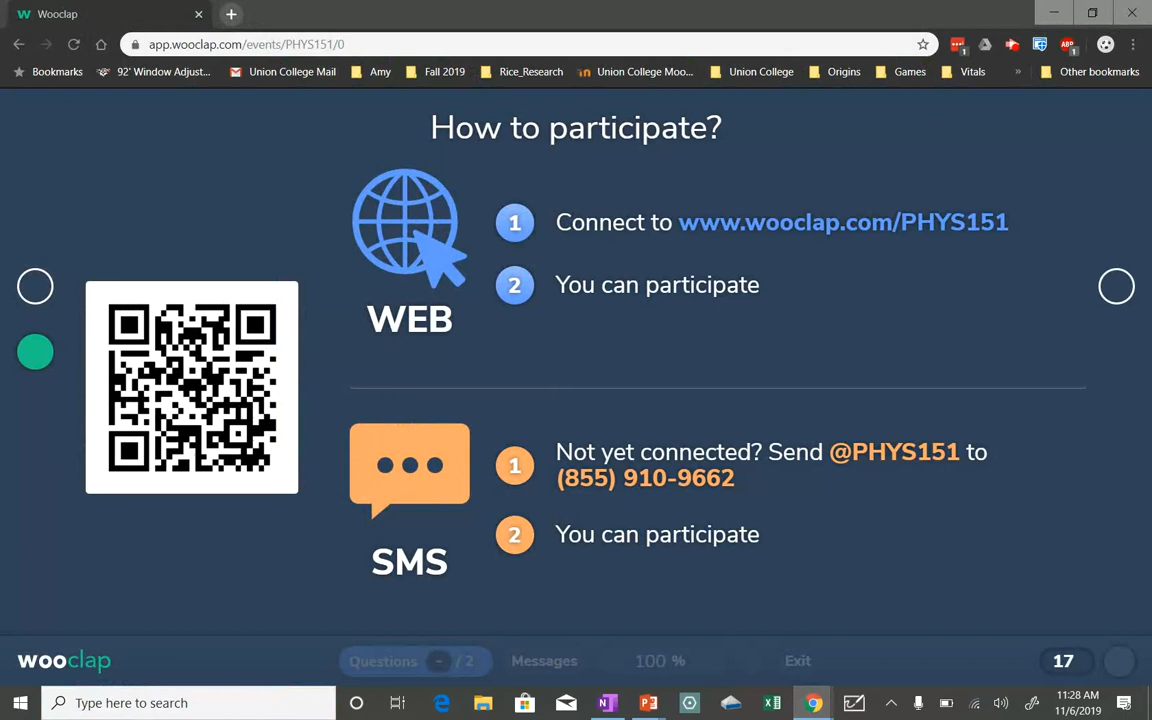 Wooclap
app.wooclap.com/events/PHYS151/0
Bookmarks 92' Window Adjust... Union College Mail Amy Fall 2019 Rice_Research Union College Moo... Union College Origins Games Vitals » Other bookmarks
How to participate?
1 Connect to www.wooclap.com/PHYS151
2 You can participate
WEB
1 Not yet connected? Send @PHYS151 to
(855) 910-9662
2 You can participate
SMS
wooclap Questions - / 2 Messages 100 % Exit 17
Type here to search
11:28 AM
11/6/2019